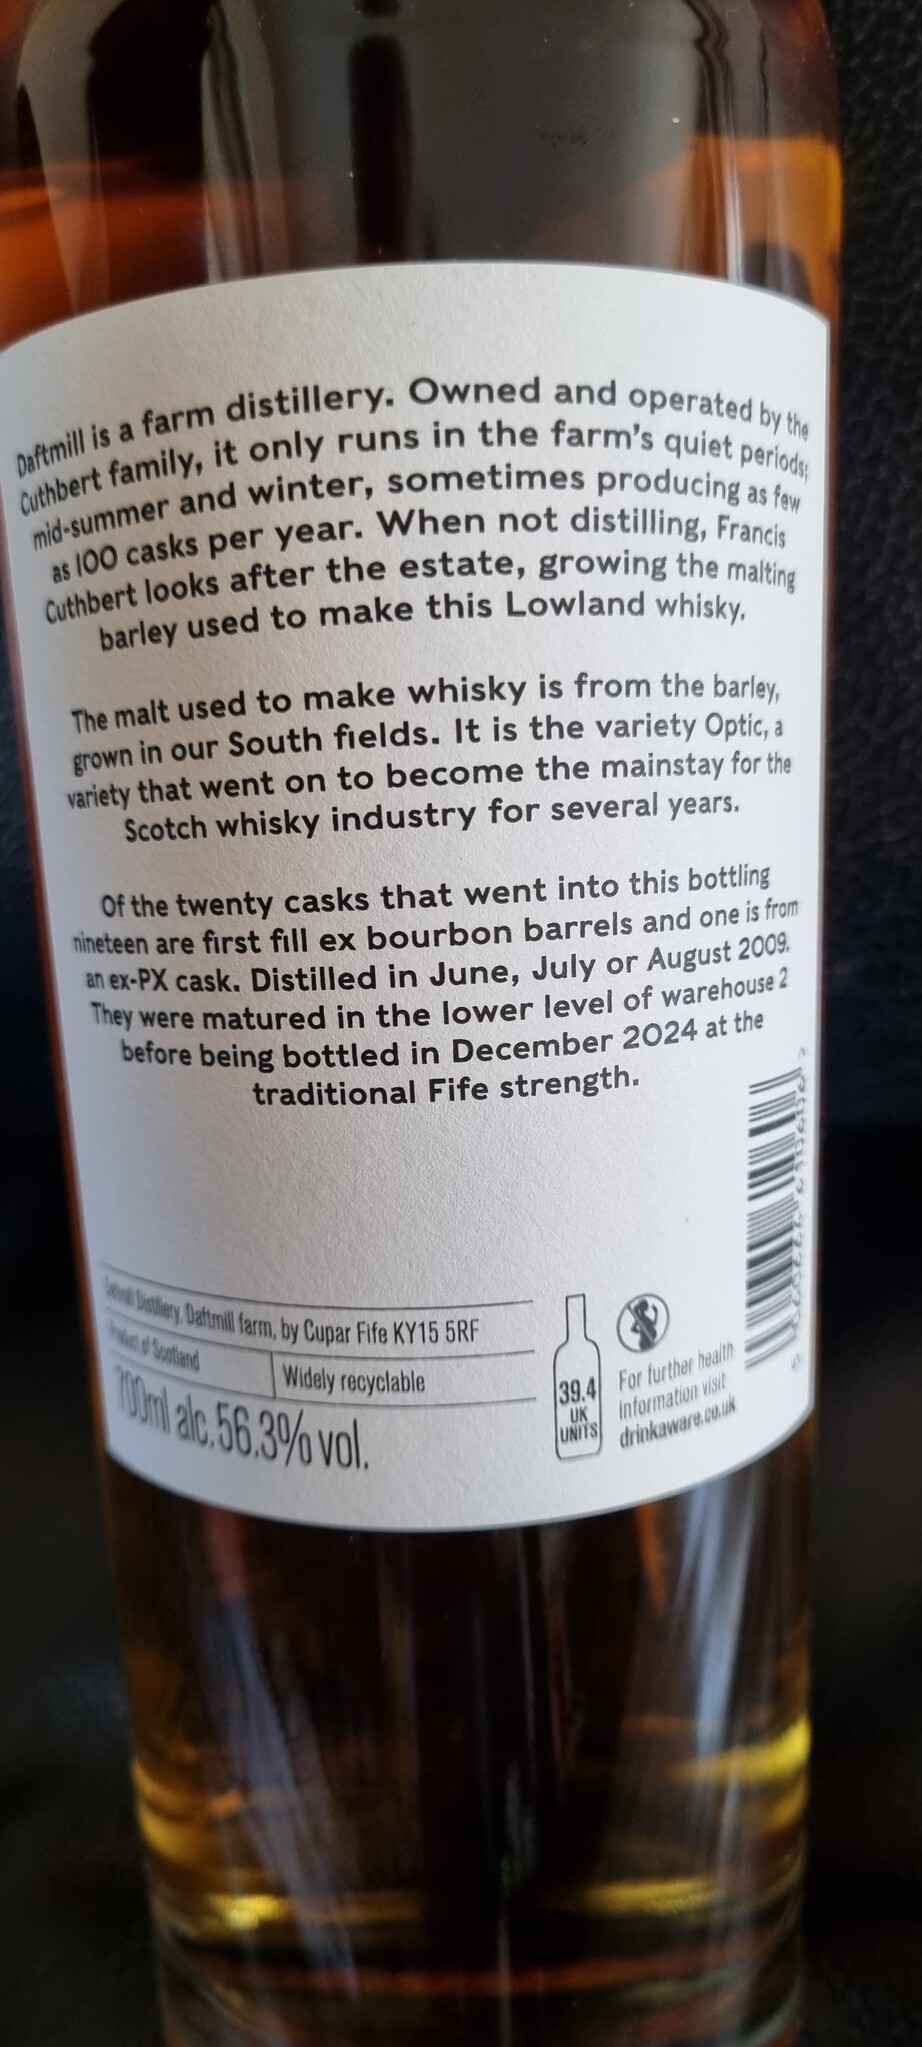 Daftmill is a farm distillery. Owned and operated by the
Cuthbert family, it only runs in the farm's quiet periods;
mid-summer and winter, sometimes producing as few
as 100 casks per year. When not distilling, Francis
Cuthbert looks after the estate, growing the malting
barley used to make this Lowland whisky.
The malt used to make whisky is from the barley,
grown in our South fields. It is the variety Optic, a
variety that went on to become the mainstay for the
Scotch whisky industry for several years.
Of the twenty casks that went into this bottling
nineteen are first fill ex bourbon barrels and one is from
an ex-PX cask. Distilled in June, July or August 2009.
They were matured in the lower level of warehouse 2
before being bottled in December 2024 at the
traditional Fife strength.
Daftmill Distillery, Daftmill farm, by Cupar Fife KY15 5RF
Product of Scotland
Widely recyclable
700ml alc.56.3% vol.
39.4
UK
UNITS
For further health
information visit
drinkaware.co.uk